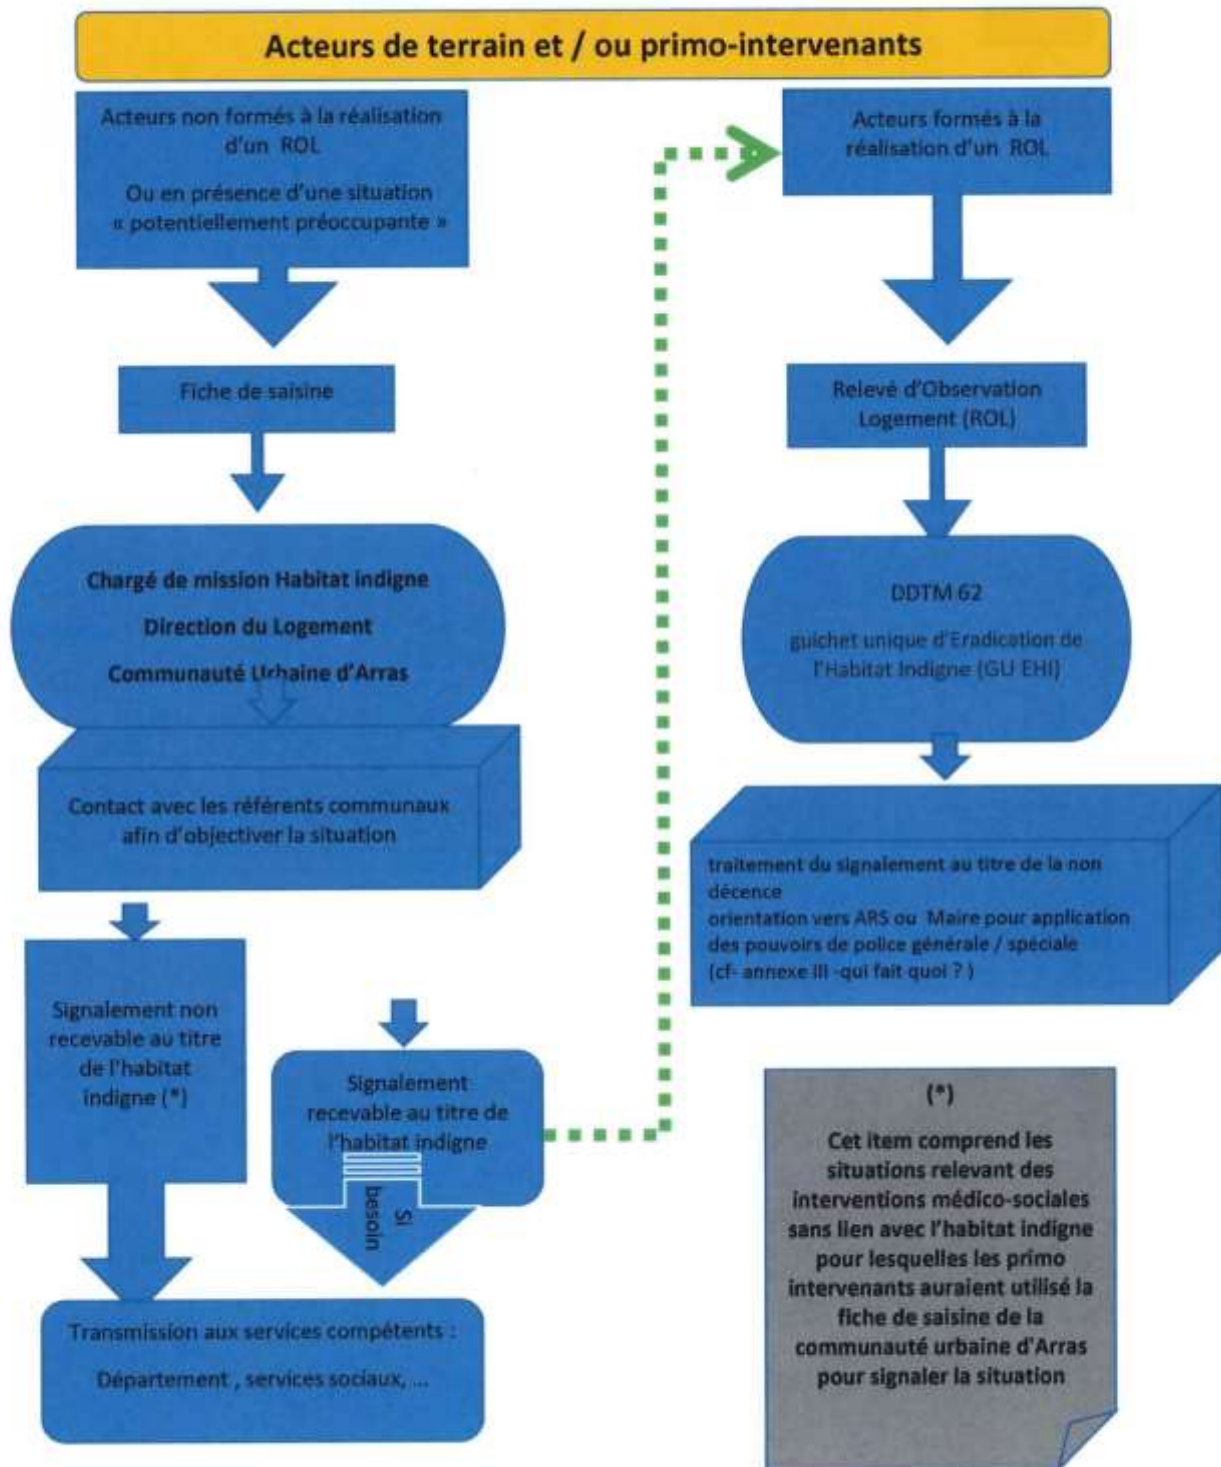 Acteurs de terrain et / ou primo-intervenants
Acteurs non formés à la réalisation
d'un ROL
Ou en présence d'une situation
« potentiellement préoccupante »
Fiche de saisine
Chargé de mission Habitat indigne
Direction du Logement
Communauté Urbaine d'Arras
Contact avec les référents communaux
afin d'objectiver la situation
Signalement non
recevable au titre
de l'habitat
indigne (*)
Signalement
recevable au titre de
l'habitat indigne
Si
besoin
Transmission aux services compétents :
Département , services sociaux, ...
Acteurs formés à la
réalisation d'un ROL
Relevé d'Observation
Logement (ROL)
DDTM 62
guichet unique d'Eradication de
l'Habitat Indigne (GU EHI)
traitement du signalement au titre de la non
décence
orientation vers ARS ou Maire pour application
des pouvoirs de police générale / spéciale
(cf- annexe III -qui fait quoi ? )
(*)
Cet item comprend les
situations relevant des
interventions médico-sociales
sans lien avec l'habitat indigne
pour lesquelles les primo
intervenants auraient utilisé la
fiche de saisine de la
communauté urbaine d'Arras
pour signaler la situation